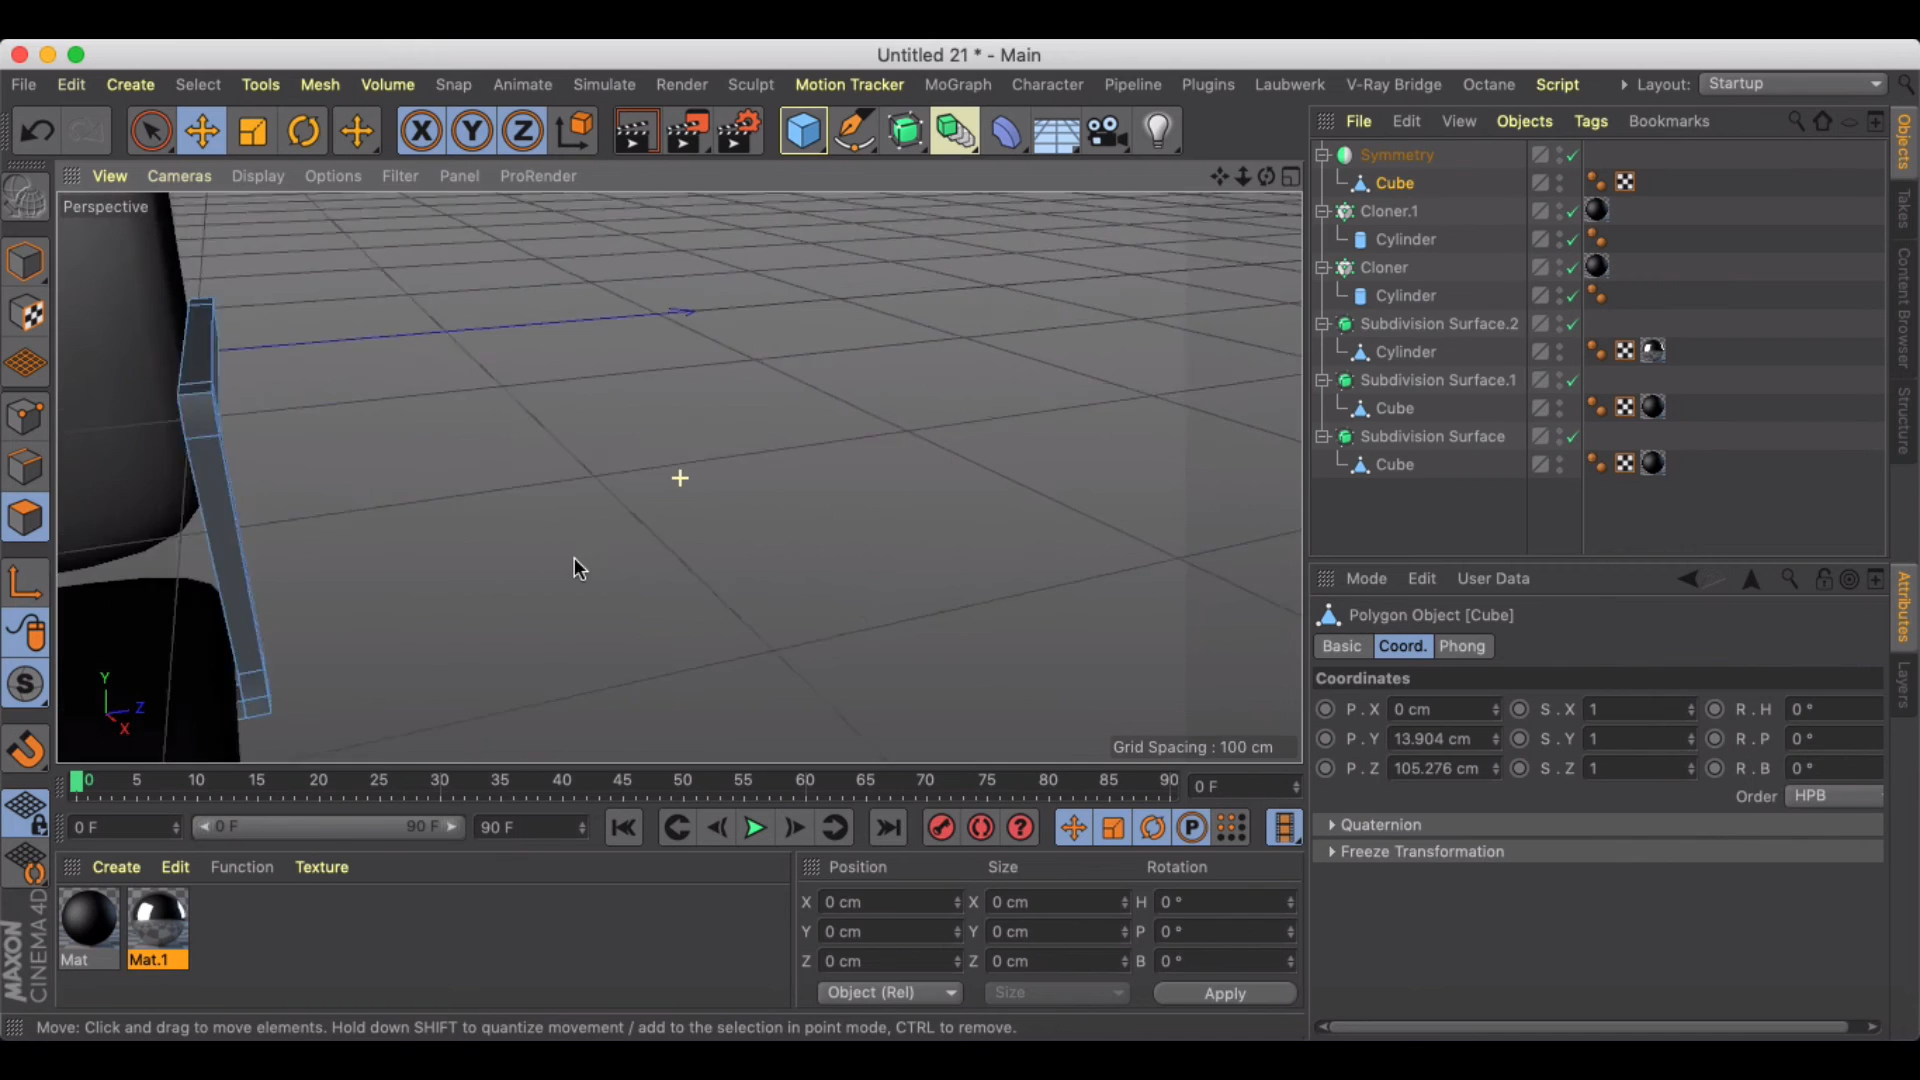 Untitled 21 * - Main
File Edit Create Select Tools Mesh Volume Snap Animate Simulate Render Sculpt Motion Tracker MoGraph Character Pipeline Plugins Laubwerk V-Ray Bridge Octane Script Layout: Startup
X Y Z
File Edit View Objects Tags Bookmarks
View Cameras Display Options Filter Panel ProRender
Perspective
Symmetry
Cube
Cloner.1
Cylinder
Cloner
Cylinder
Subdivision Surface.2
Cylinder
Subdivision Surface.1
Cube
Subdivision Surface
Cube
Objects
Takes
Content Browser
Structure
Y
Z
X
S
Grid Spacing : 100 cm
Mode Edit User Data
Polygon Object [Cube]
Basic Coord. Phong
Coordinates
P . X 0 cm S . X 1 R . H 0 °
P . Y 13.904 cm S . Y 1 R . P 0 °
P . Z 105.276 cm S . Z 1 R . B 0 °
Order HPB
Quaternion
Freeze Transformation
Attributes
Layers
0 5 10 15 20 25 30 35 40 45 50 55 60 65 70 75 80 85 90 0 F
0 F 0 F 90 F 90 F ? P
Create Edit Function Texture
Mat Mat.1
Position Size Rotation
X 0 cm X 0 cm H 0 °
Y 0 cm Y 0 cm P 0 °
Z 0 cm Z 0 cm B 0 °
Object (Rel) Size Apply
MAXON
CINEMA 4D
Move: Click and drag to move elements. Hold down SHIFT to quantize movement / add to the selection in point mode, CTRL to remove.